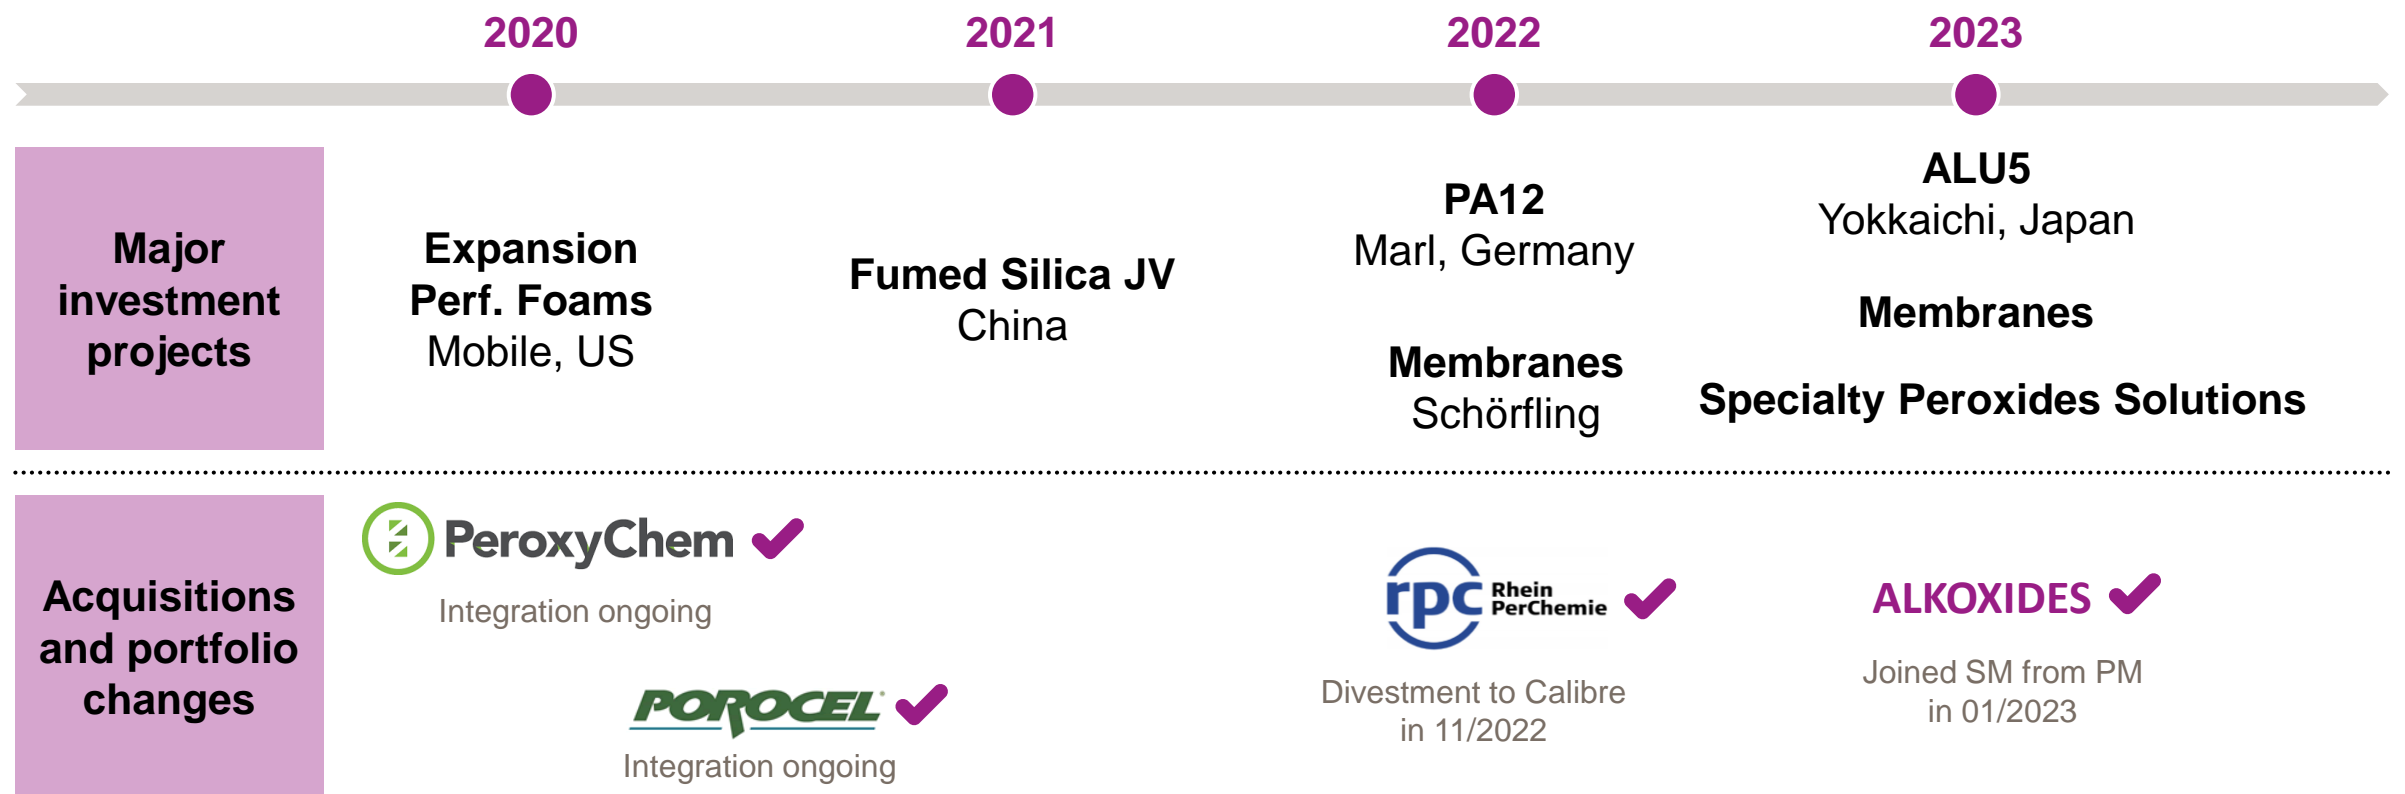 2020
2021
2022
2023
Major
investment
projects
Expansion
Perf. Foams
Mobile, US
Fumed Silica JV
China
PA12
Marl, Germany
Membranes
Schörfling
ALU5
Yokkaichi, Japan
Membranes
Specialty Peroxides Solutions
Acquisitions
and portfolio
changes
PeroxyChem
Integration ongoing
POROCEL
Integration ongoing
rpc Rhein
PerChemie
Divestment to Calibre
in 11/2022
ALKOXIDES
Joined SM from PM
in 01/2023